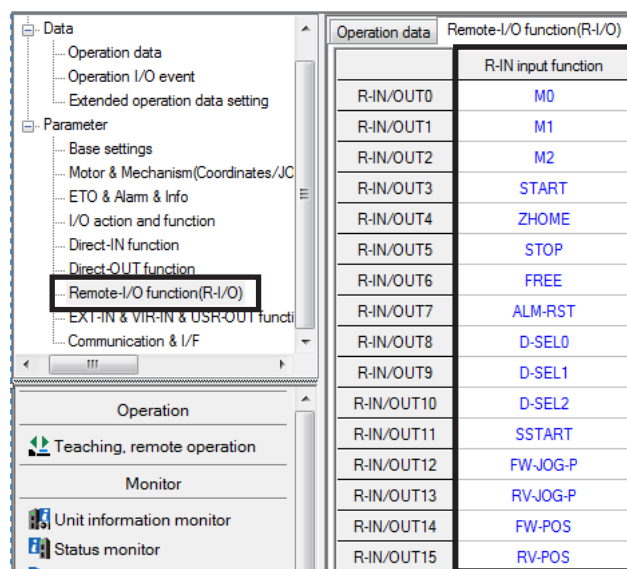 Data
Operation data
Operation I/O event
Extended operation data setting
Parameter
Base settings
Motor & Mechanism(Coordinates/JO
ETO & Alarm & Info
I/O action and function
Direct-IN function
Direct-OUT function
Remote-I/O function(R-I/O)
EXT-IN & VIR-IN & USR-OUT functi
Communication & I/F
Operation
Teaching, remote operation
Monitor
Unit information monitor
Status monitor
Operation data Remote-I/O function(R-I/O)
R-IN input function
R-IN/OUT0 M0
R-IN/OUT1 M1
R-IN/OUT2 M2
R-IN/OUT3 START
R-IN/OUT4 ZHOME
R-IN/OUT5 STOP
R-IN/OUT6 FREE
R-IN/OUT7 ALM-RST
R-IN/OUT8 D-SEL0
R-IN/OUT9 D-SEL1
R-IN/OUT10 D-SEL2
R-IN/OUT11 SSTART
R-IN/OUT12 FW-JOG-P
R-IN/OUT13 RV-JOG-P
R-IN/OUT14 FW-POS
R-IN/OUT15 RV-POS